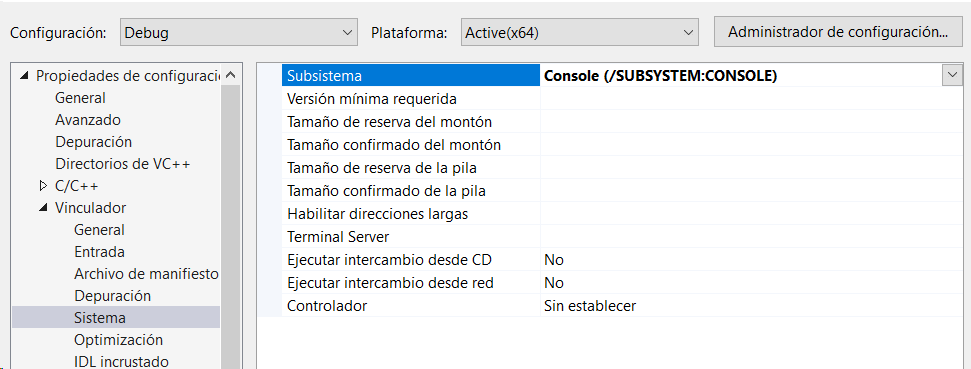 Configuración: Debug Plataforma: Active(x64) Administrador de configuración...
Propiedades de configuraci
General
Avanzado
Depuración
Directorios de VC++
C/C++
Vinculador
General
Entrada
Archivo de manifiesto
Depuración
Sistema
Optimización
IDL incrustado
Subsistema Console (/SUBSYSTEM:CONSOLE)
Versión mínima requerida
Tamaño de reserva del montón
Tamaño confirmado del montón
Tamaño de reserva de la pila
Tamaño confirmado de la pila
Habilitar direcciones largas
Terminal Server
Ejecutar intercambio desde CD No
Ejecutar intercambio desde red No
Controlador Sin establecer